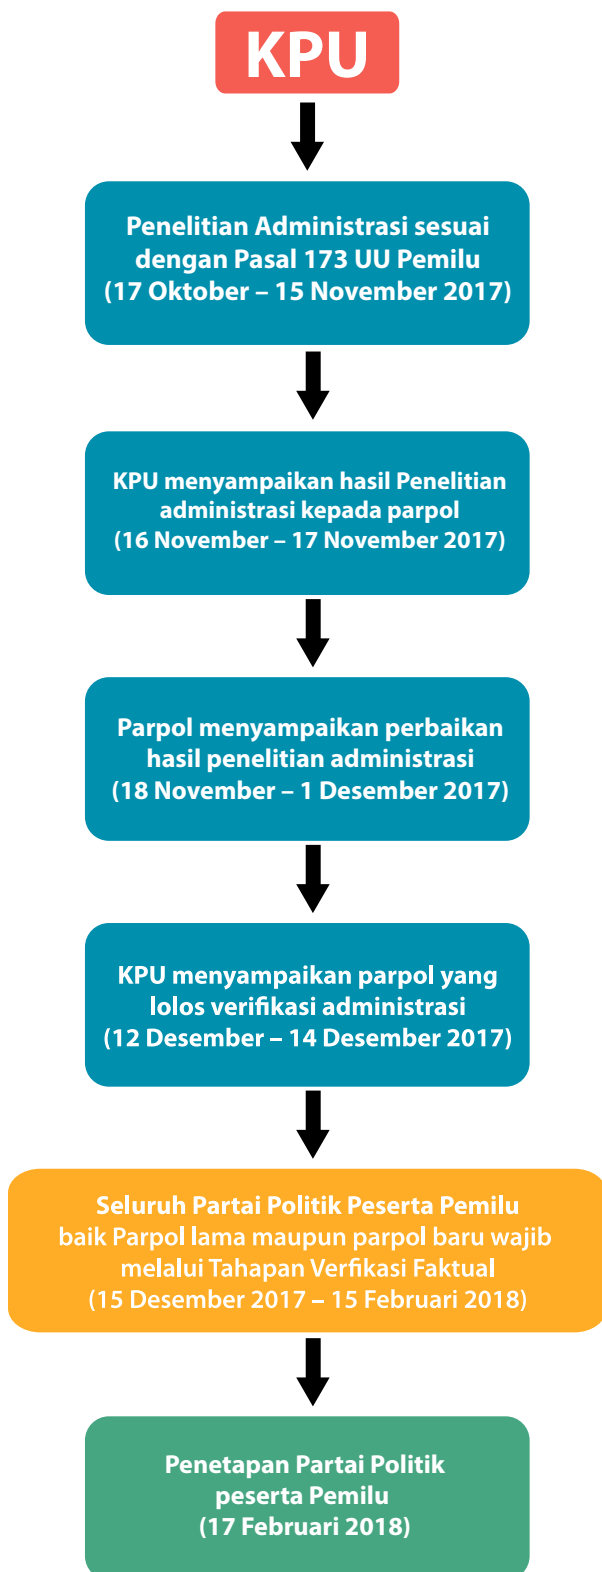 KPU
Penelitian Administrasi sesuai
dengan Pasal 173 UU Pemilu
(17 Oktober – 15 November 2017)
KPU menyampaikan hasil Penelitian
administrasi kepada parpol
(16 November – 17 November 2017)
Parpol menyampaikan perbaikan
hasil penelitian administrasi
(18 November – 1 Desember 2017)
KPU menyampaikan parpol yang
lolos verifikasi administrasi
(12 Desember – 14 Desember 2017)
Seluruh Partai Politik Peserta Pemilu
baik Parpol lama maupun parpol baru wajib
melalui Tahapan Verfikasi Faktual
(15 Desember 2017 – 15 Februari 2018)
Penetapan Partai Politik
peserta Pemilu
(17 Februari 2018)